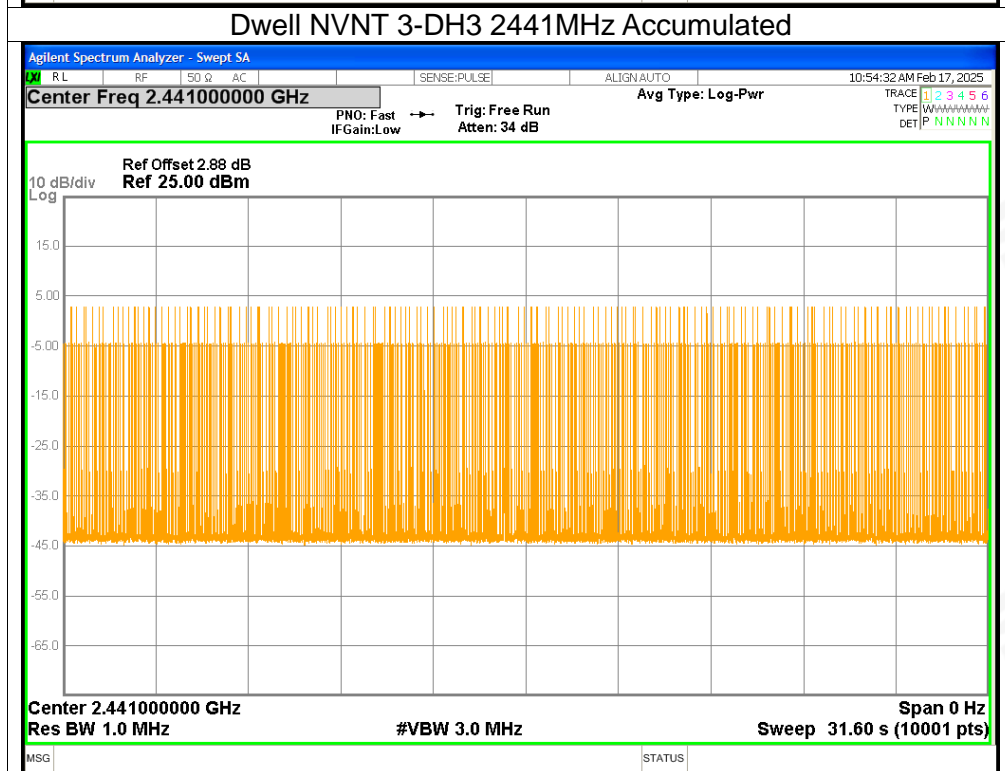 Dwell NVNT 3-DH3 2441MHz Accumulated
Agilent Spectrum Analyzer - Swept SA
LXI RL RF 50 Ω AC SENSE:PULSE ALIGNAUTO 10:54:32 AM Feb 17, 2025
Center Freq 2.441000000 GHz Avg Type: Log-Pwr TRACE 1 2 3 4 5 6
PNO: Fast Trig: Free Run TYPE WWWWWWW
IFGain:Low Atten: 34 dB DET P N N N N N
Ref Offset 2.88 dB
10 dB/div Ref 25.00 dBm
Log
15.0
5.00
-5.00
-15.0
-25.0
-35.0
-45.0
-55.0
-65.0
Center 2.441000000 GHz Span 0 Hz
Res BW 1.0 MHz #VBW 3.0 MHz Sweep 31.60 s (10001 pts)
MSG STATUS